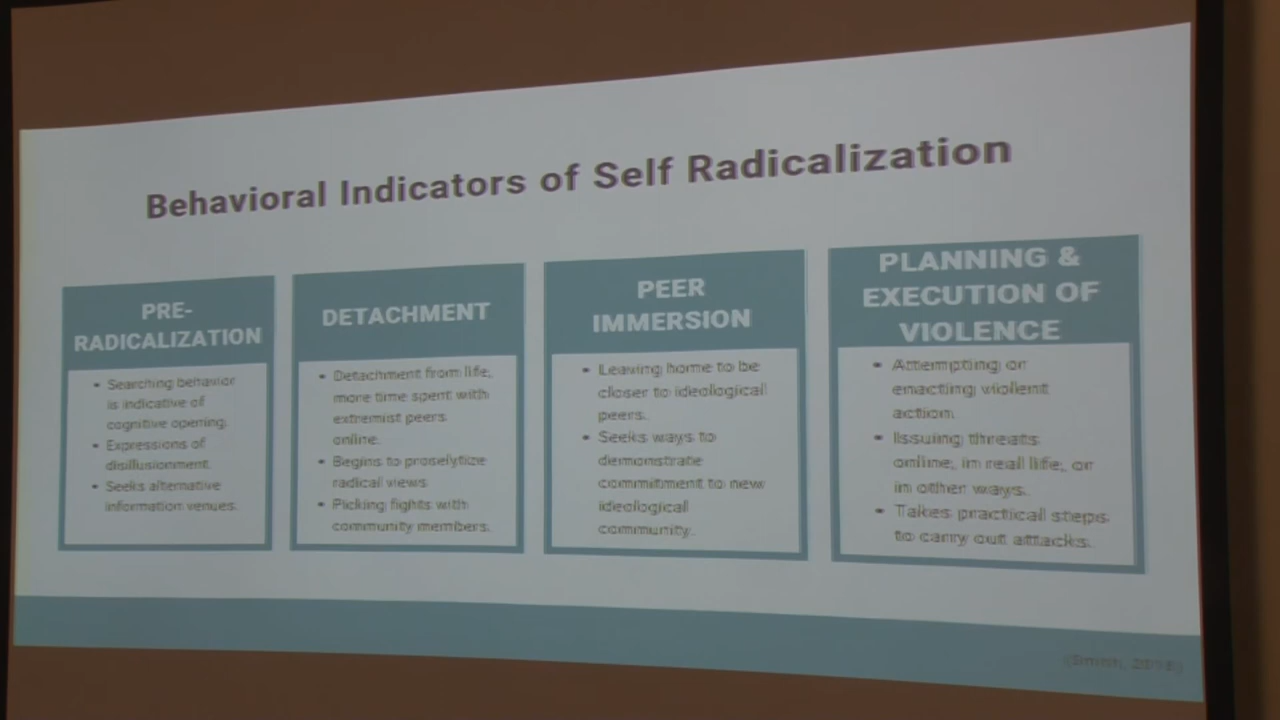 Behavioral Indicators of Self Radicalization
PRE-
RADICALIZATION
• Searching behavior
is indicative of
cognitive opening.
• Expressions of
disillusionment.
• Seeks alternative
information venues.
DETACHMENT
• Detachment from life,
more time spent with
extremist peers
online.
• Begins to proselytize
radical views
• Picking fights with
community members.
PEER
IMMERSION
• Leaving home to be
closer to ideological
peers.
• Seeks ways to
demonstrate
commitment to new
ideological
community.
PLANNING &
EXECUTION OF
VIOLENCE
• Attempting or
enacting violent
action.
• Issuing threats
online, in real life, or
in other ways.
• Takes practical steps
to carry out attacks.